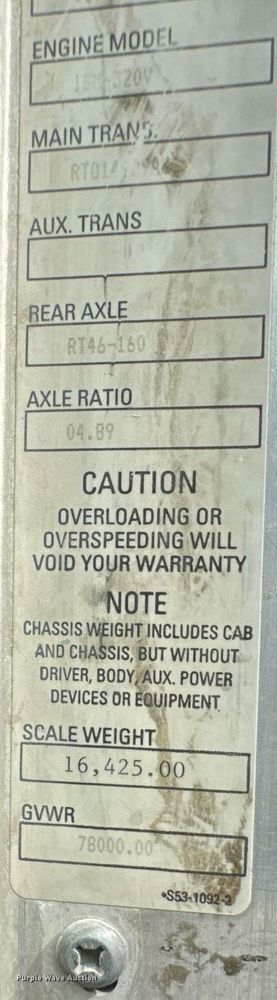 ENGINE MODEL
MAIN TRANS.
AUX. TRANS
REAR AXLE
RT46-160
AXLE RATIO
04.89
CAUTION
OVERLOADING OR
OVERSPEEDING WILL
VOID YOUR WARRANTY
NOTE
CHASSIS WEIGHT INCLUDES CAB
AND CHASSIS, BUT WITHOUT
DRIVER, BODY, AUX. POWER
DEVICES OR EQUIPMENT
SCALE WEIGHT
16,425.00
GVWR
78000.00
•S53-1092-2
Purple Wave Auction